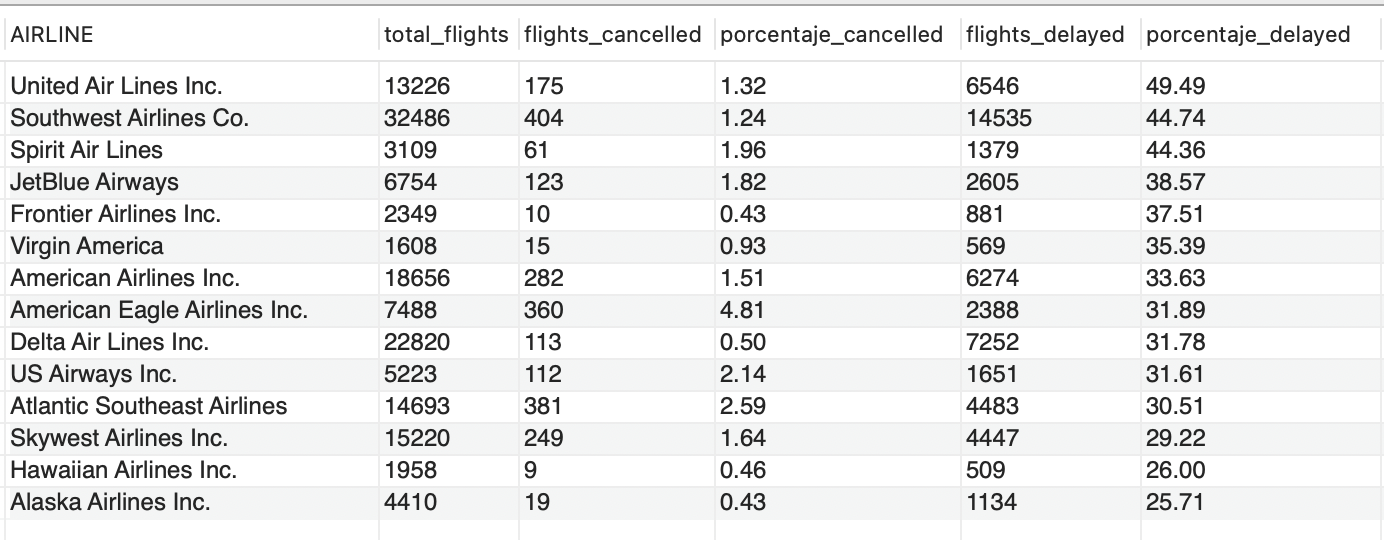 AIRLINE total_flights flights_cancelled porcentaje_cancelled flights_delayed porcentaje_delayed
United Air Lines Inc. 13226 175 1.32 6546 49.49
Southwest Airlines Co. 32486 404 1.24 14535 44.74
Spirit Air Lines 3109 61 1.96 1379 44.36
JetBlue Airways 6754 123 1.82 2605 38.57
Frontier Airlines Inc. 2349 10 0.43 881 37.51
Virgin America 1608 15 0.93 569 35.39
American Airlines Inc. 18656 282 1.51 6274 33.63
American Eagle Airlines Inc. 7488 360 4.81 2388 31.89
Delta Air Lines Inc. 22820 113 0.50 7252 31.78
US Airways Inc. 5223 112 2.14 1651 31.61
Atlantic Southeast Airlines 14693 381 2.59 4483 30.51
Skywest Airlines Inc. 15220 249 1.64 4447 29.22
Hawaiian Airlines Inc. 1958 9 0.46 509 26.00
Alaska Airlines Inc. 4410 19 0.43 1134 25.71